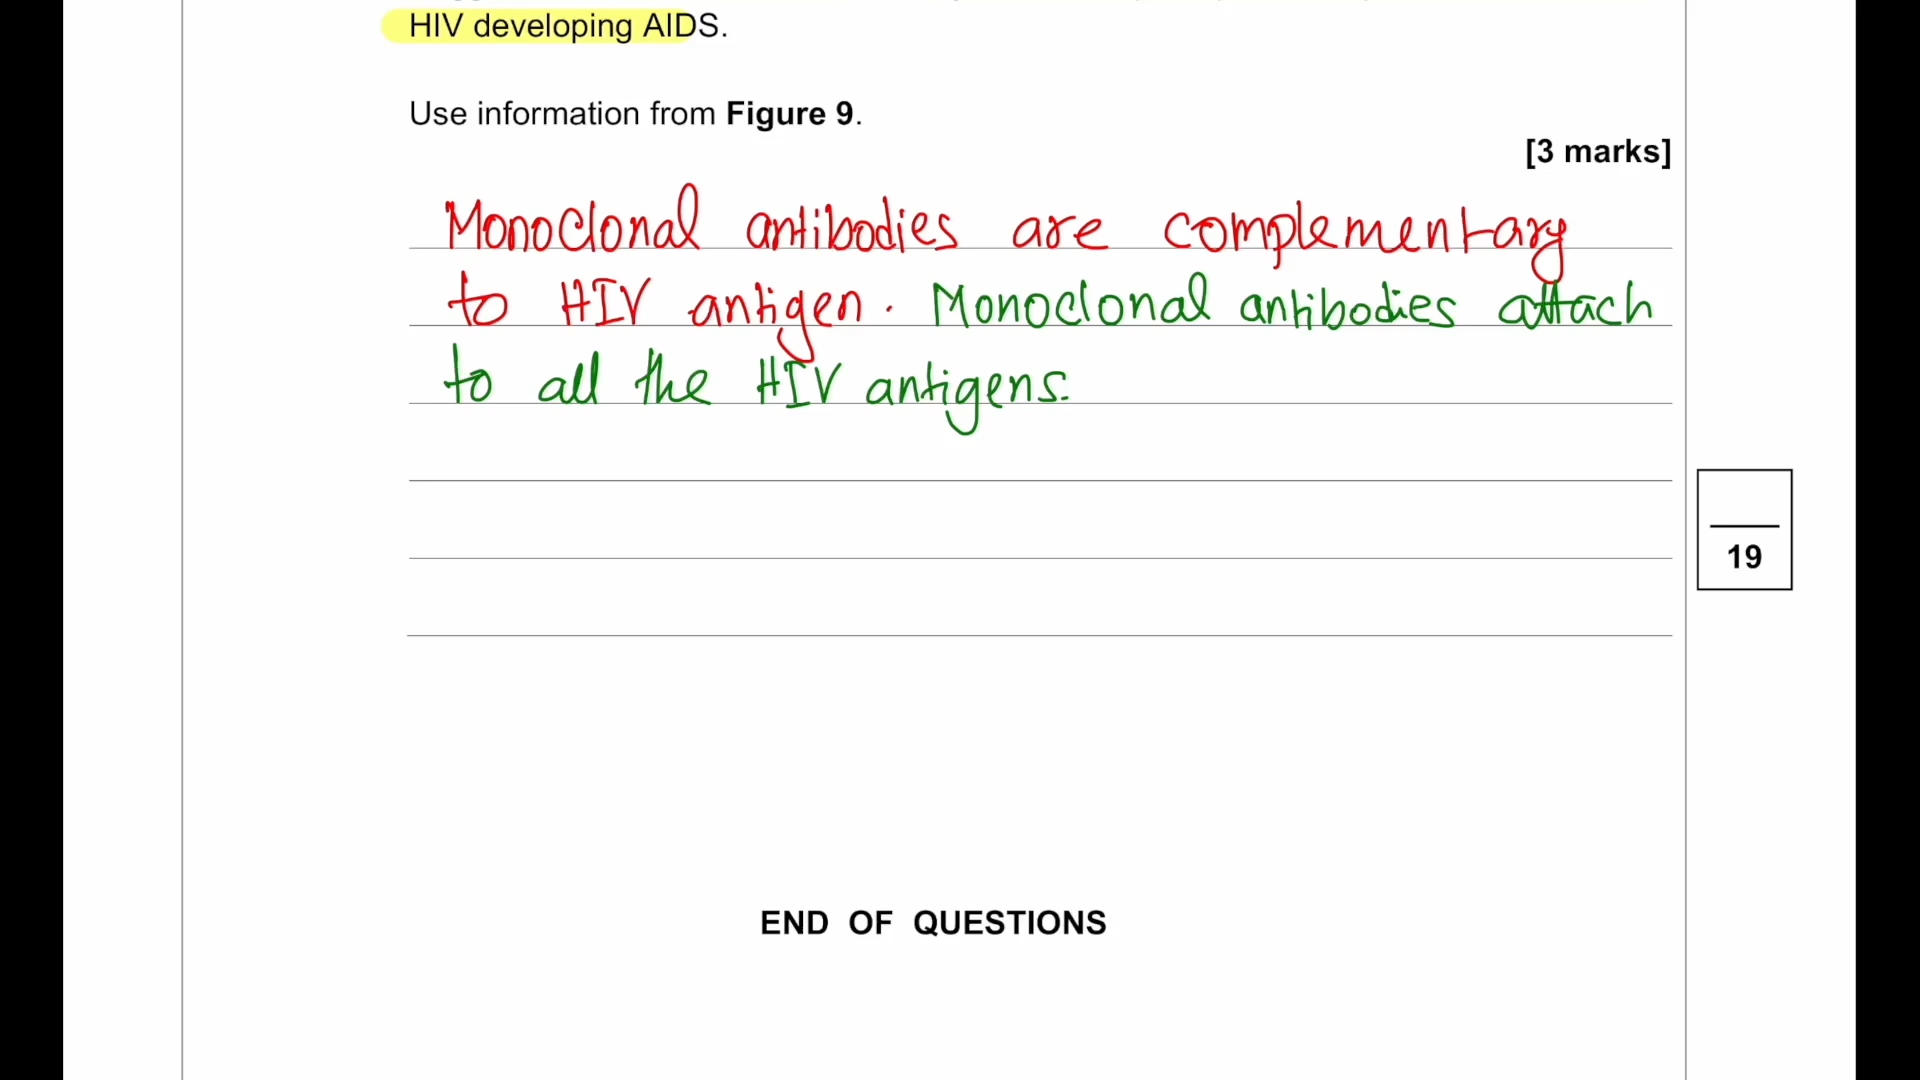 HIV developing AIDS.
Use information from Figure 9.
[3 marks]
Monoclonal antibodies are complementary
to HIV antigen. Monoclonal antibodies attach
to all the HIV antigens.
19
END OF QUESTIONS